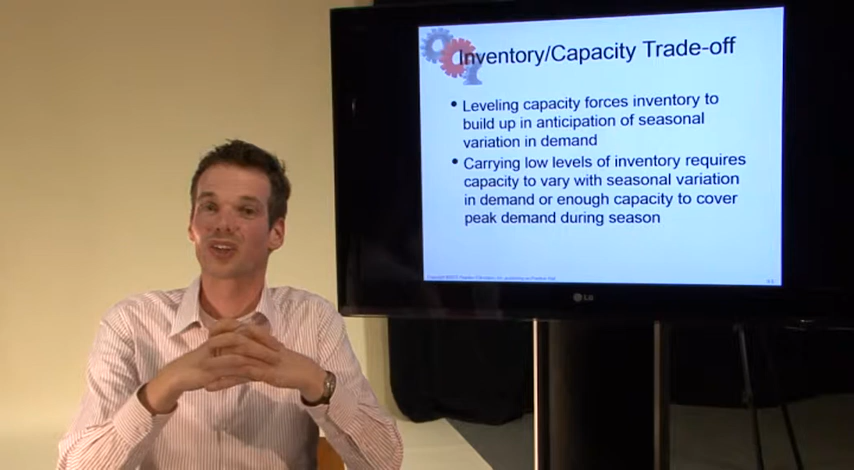 Inventory/Capacity Trade-off
• Leveling capacity forces inventory to
build up in anticipation of seasonal
variation in demand
• Carrying low levels of inventory requires
capacity to vary with seasonal variation
in demand or enough capacity to cover
peak demand during season
LG